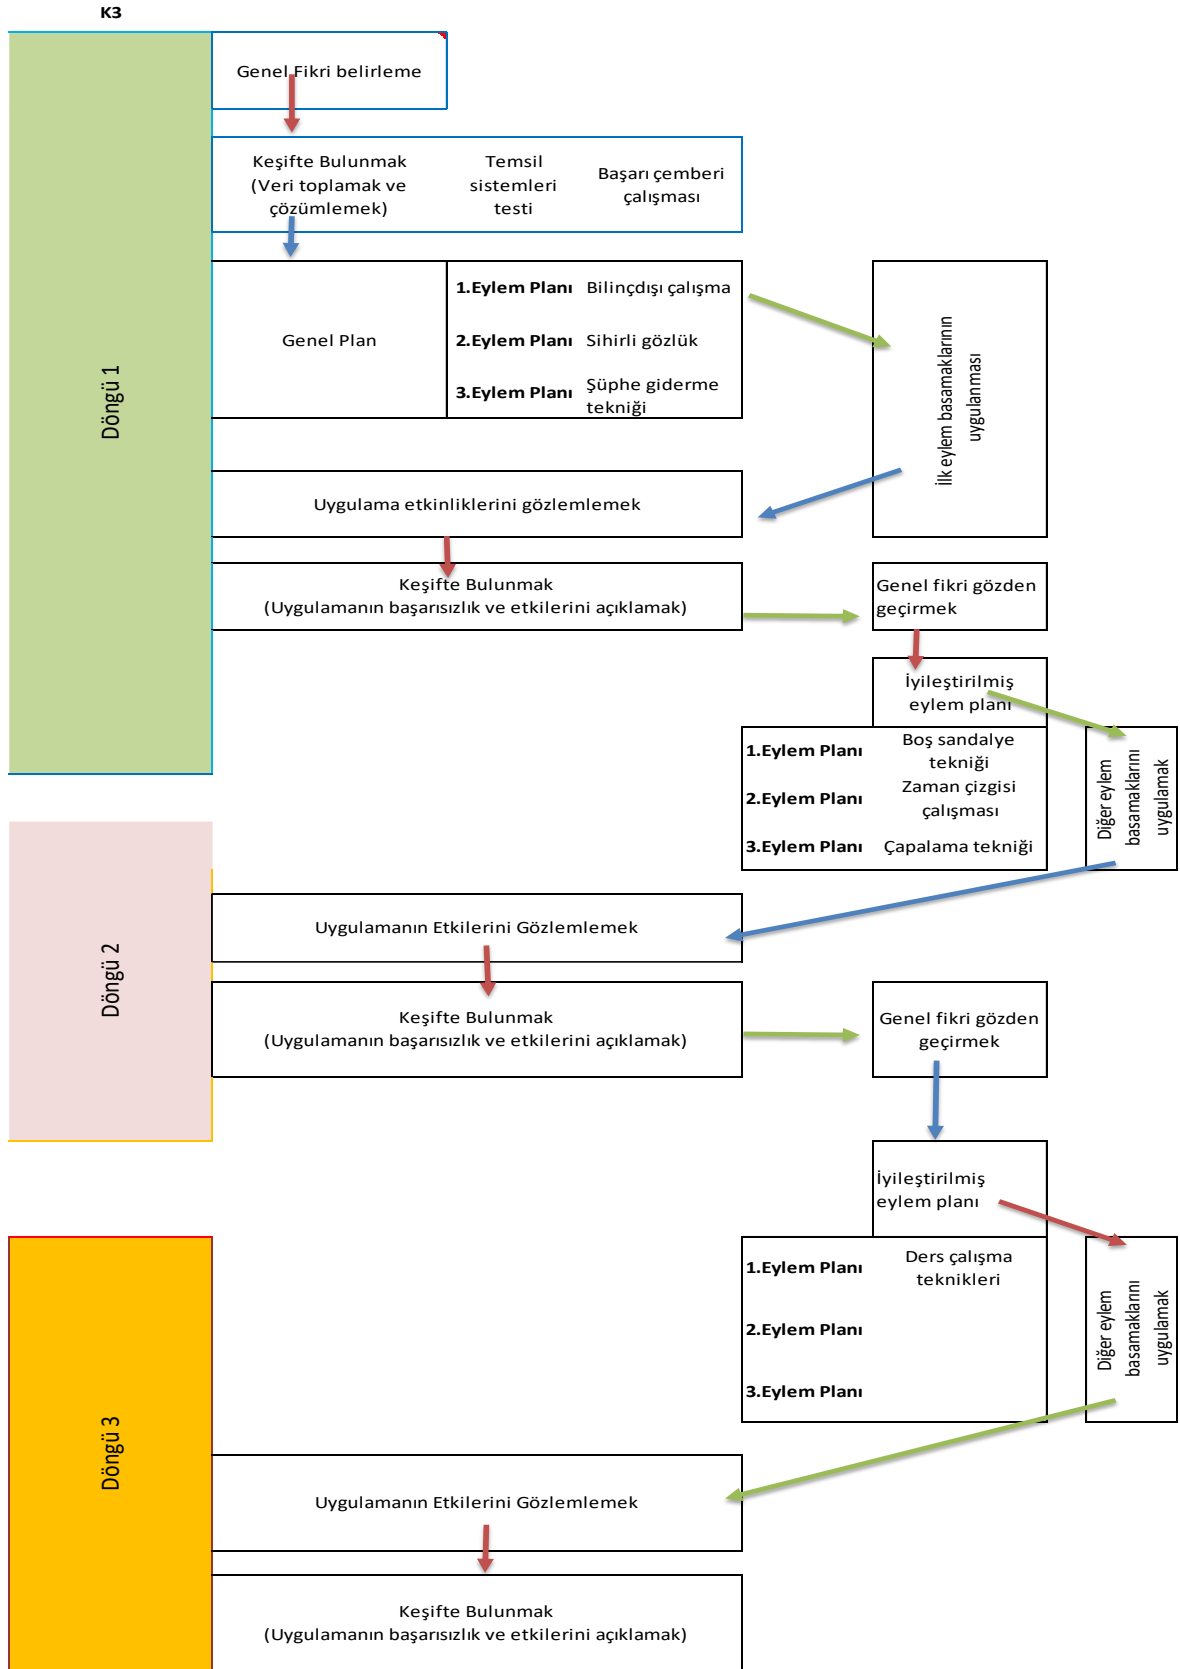 K3
Döngü 1
Genel Fikri belirleme
Keşifte Bulunmak
(Veri toplamak ve
çözümlemek)
Temsil
sistemleri
testi
Başarı çemberi
çalışması
Genel Plan
1.Eylem Planı Bilinçdışı çalışma
2.Eylem Planı Sihirli gözlük
3.Eylem Planı Şüphe giderme
tekniği
İlk eylem basamaklarının
uygulanması
Uygulama etkinliklerini gözlemlemek
Keşifte Bulunmak
(Uygulamanın başarısızlık ve etkilerini açıklamak)
Genel fikri gözden
geçirmek
İyileştirilmiş
eylem planı
1.Eylem Planı Boş sandalye
tekniği
2.Eylem Planı Zaman çizgisi
çalışması
3.Eylem Planı Çapalama tekniği
Diğer eylem
basamaklarını
uygulamak
Döngü 2
Uygulamanın Etkilerini Gözlemlemek
Keşifte Bulunmak
(Uygulamanın başarısızlık ve etkilerini açıklamak)
Genel fikri gözden
geçirmek
İyileştirilmiş
eylem planı
1.Eylem Planı Ders çalışma
teknikleri
2.Eylem Planı
3.Eylem Planı
Diğer eylem
basamaklarını
uygulamak
Döngü 3
Uygulamanın Etkilerini Gözlemlemek
Keşifte Bulunmak
(Uygulamanın başarısızlık ve etkilerini açıklamak)